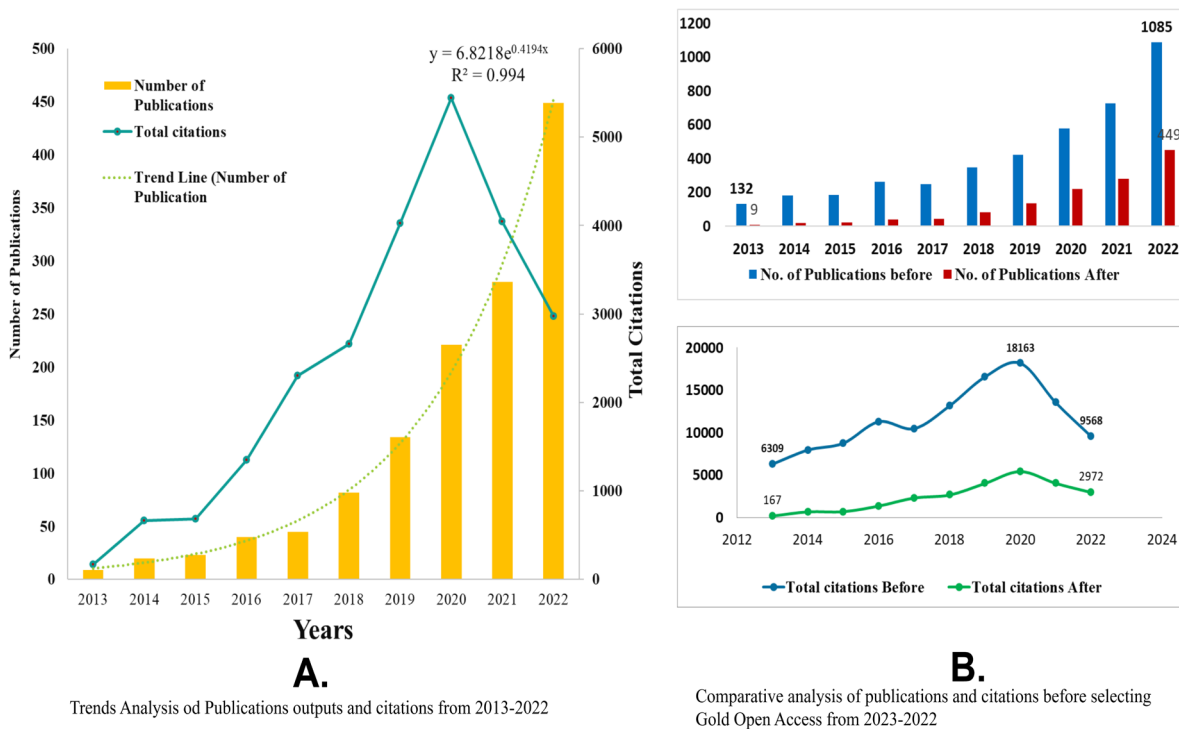 500
450
400
350
300
250
200
150
100
50
0
Number of Publications
Number of
Publications
Total citations
Trend Line (Number of
Publication
y = 6.8218e^0.4194x
R² = 0.994
6000
5000
4000
3000
2000
1000
0
Total Citations
2013 2014 2015 2016 2017 2018 2019 2020 2021 2022
Years
A.
Trends Analysis od Publications outputs and citations from 2013-2022
1200
1000
800
600
400
200
0
132
9
1085
449
2013 2014 2015 2016 2017 2018 2019 2020 2021 2022
No. of Publications before No. of Publications After
20000
15000
10000
5000
0
6309
18163
9568
167
2972
2012 2014 2016 2018 2020 2022 2024
Total citations Before Total citations After
B.
Comparative analysis of publications and citations before selecting
Gold Open Access from 2023-2022